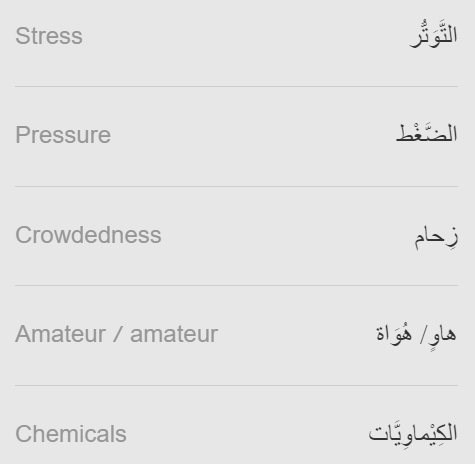 Stress التَّوَتُّر
Pressure الضَّغْط
Crowdedness زِحام
Amateur / amateur هاوٍ/ هُوَاة
Chemicals الكِيْماوِيَّات